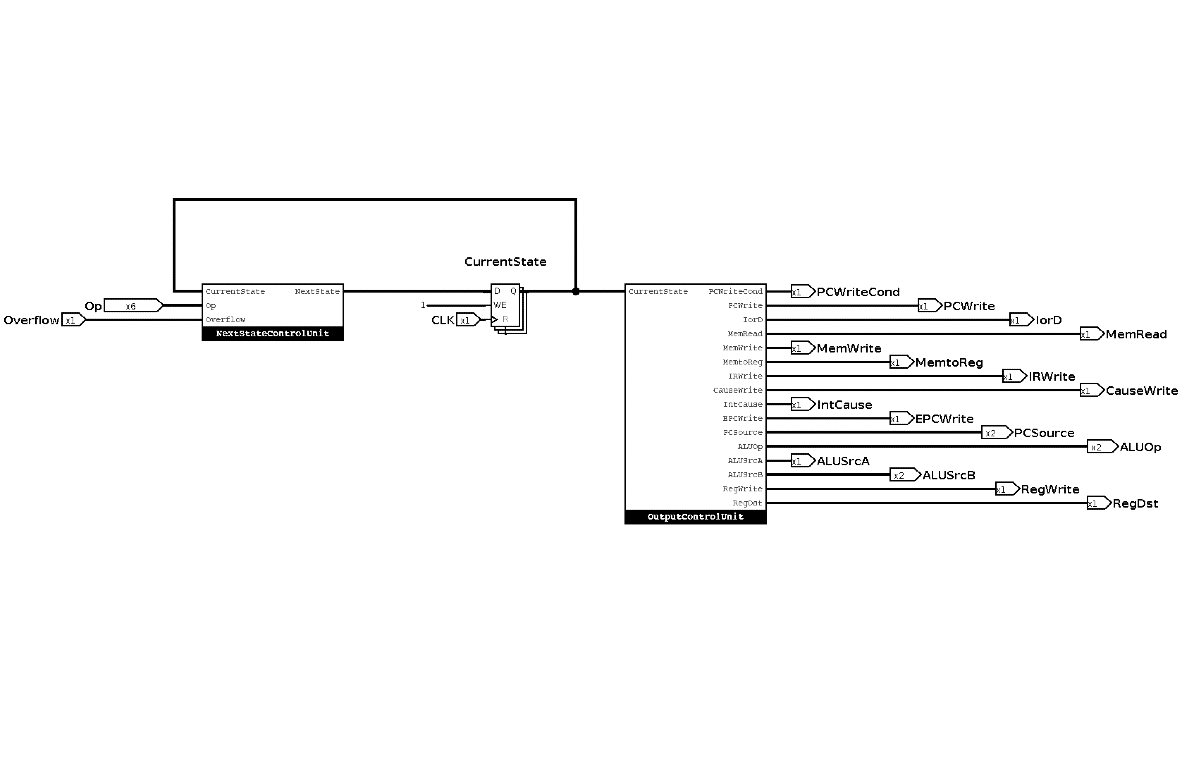 CurrentState
CurrentState NextState
Op x6 Op
Overflow x1 Overflow
NextStateControlUnit
D Q
1 WE
CLK x1 R
CurrentState PCWriteCond x1 PCWriteCond
PCWrite x1 PCWrite
IorD x1 IorD
MemRead x1 MemRead
MemWrite x1 MemWrite
MemtoReg x1 MemtoReg
IRWrite x1 IRWrite
CauseWrite x1 CauseWrite
IntCause x1 IntCause
EPCWrite x1 EPCWrite
PCSource x2 PCSource
ALUOp x2 ALUOp
ALUSrcA x1 ALUSrcA
ALUSrcB x2 ALUSrcB
RegWrite x1 RegWrite
RegDst x1 RegDst
OutputControlUnit